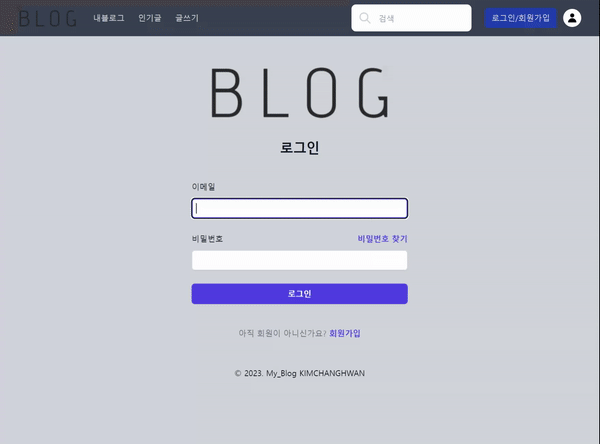 BLOG 내블로그 인기글 글쓰기 검색 로그인/회원가입
BLOG
로그인
이메일
비밀번호 비밀번호 찾기
로그인
아직 회원이 아니신가요? 회원가입
© 2023. My_Blog KIMCHANGHWAN